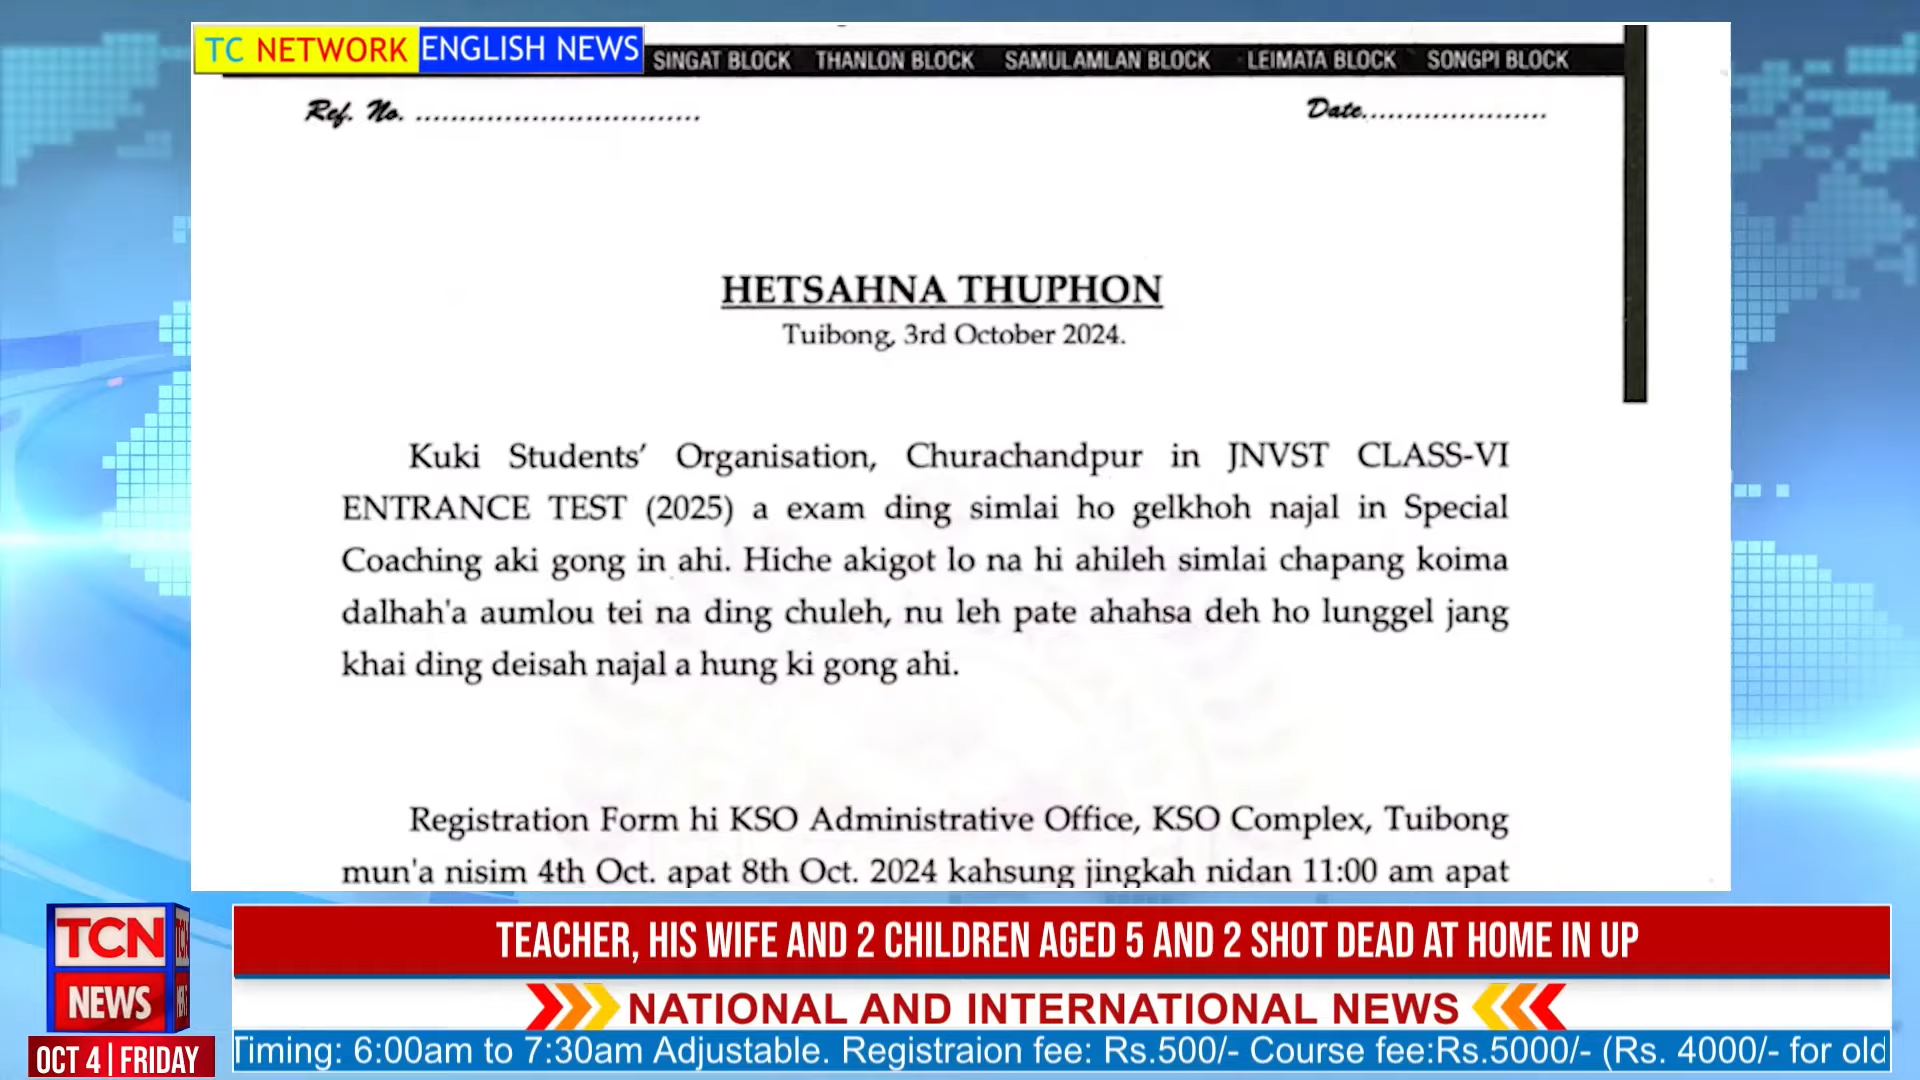 TC NETWORK ENGLISH NEWS
SINGAT BLOCK THANLON BLOCK SAMULAMLAN BLOCK LEIMATA BLOCK SONGPI BLOCK
Ref. No. ................................ Date.....................
HETSAHNA THUPHON
Tuibong, 3rd October 2024.
Kuki Students' Organisation, Churachandpur in JNVST CLASS-VI
ENTRANCE TEST (2025) a exam ding simlai ho gelkhoh najal in Special
Coaching aki gong in ahi. Hiche akigot lo na hi ahileh simlai chapang koima
dalhah'a aumlou tei na ding chuleh, nu leh pate ahahsa deh ho lunggel jang
khai ding deisah najal a hung ki gong ahi.
Registration Form hi KSO Administrative Office, KSO Complex, Tuibong
mun'a nisim 4th Oct. apat 8th Oct. 2024 kahsung jingkah nidan 11:00 am apat
TCN
NEWS
TEACHER, HIS WIFE AND 2 CHILDREN AGED 5 AND 2 SHOT DEAD AT HOME IN UP
NATIONAL AND INTERNATIONAL NEWS
OCT 4 | FRIDAY
Timing: 6:00am to 7:30am Adjustable. Registraion fee: Rs.500/- Course fee:Rs.5000/- (Rs. 4000/- for old